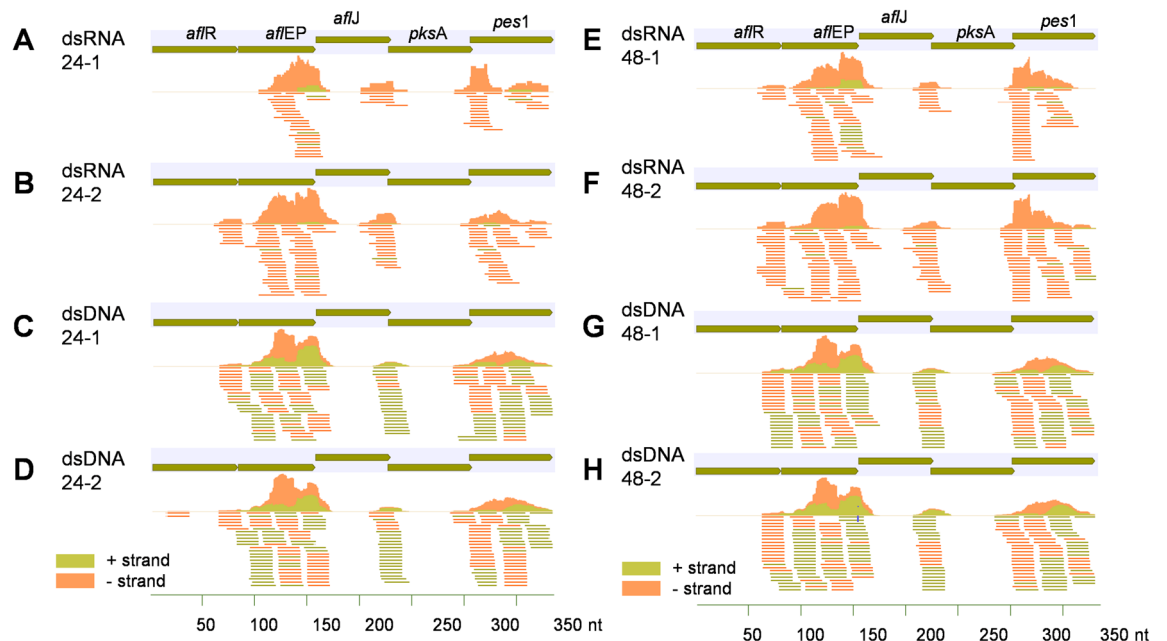 A dsRNA 24-1 aflR aflEP aflJ pksA pes1
B dsRNA 24-2
C dsDNA 24-1
D dsDNA 24-2
+ strand
- strand
50 100 150 200 250 300 350 nt
E dsRNA 48-1 aflR aflEP aflJ pksA pes1
F dsRNA 48-2
G dsDNA 48-1
H dsDNA 48-2
+ strand
- strand
50 100 150 200 250 300 350 nt